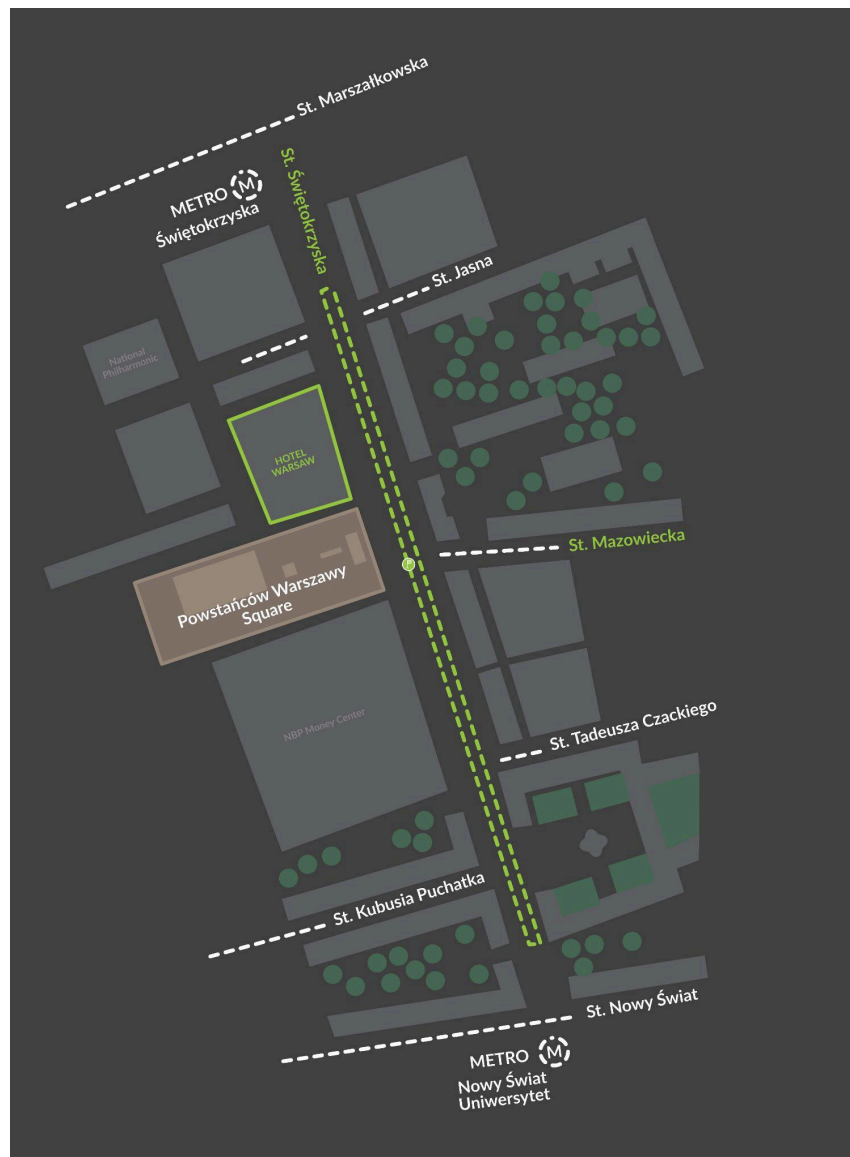 St. Marszałkowska
St. Świętokrzyska
METRO M
Świętokrzyska
St. Jasna
National
Philharmonic
HOTEL
WARSAW
St. Mazowiecka
P
Powstańców Warszawy
Square
NBP Money Center
St. Tadeusza Czackiego
St. Kubusia Puchatka
St. Nowy Świat
METRO M
Nowy Świat
Uniwersytet